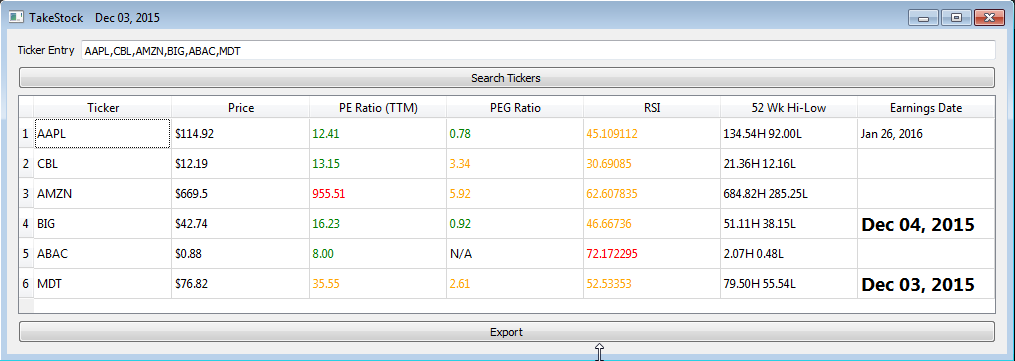 TakeStock Dec 03, 2015
Ticker Entry AAPL,CBL,AMZN,BIG,ABAC,MDT
Search Tickers
Ticker Price PE Ratio (TTM) PEG Ratio RSI 52 Wk Hi-Low Earnings Date
1 AAPL $114.92 12.41 0.78 45.109112 134.54H 92.00L Jan 26, 2016
2 CBL $12.19 13.15 3.34 30.69085 21.36H 12.16L
3 AMZN $669.5 955.51 5.92 62.607835 684.82H 285.25L
4 BIG $42.74 16.23 0.92 46.66736 51.11H 38.15L Dec 04, 2015
5 ABAC $0.88 8.00 N/A 72.172295 2.07H 0.48L
6 MDT $76.82 35.55 2.61 52.53353 79.50H 55.54L Dec 03, 2015
Export